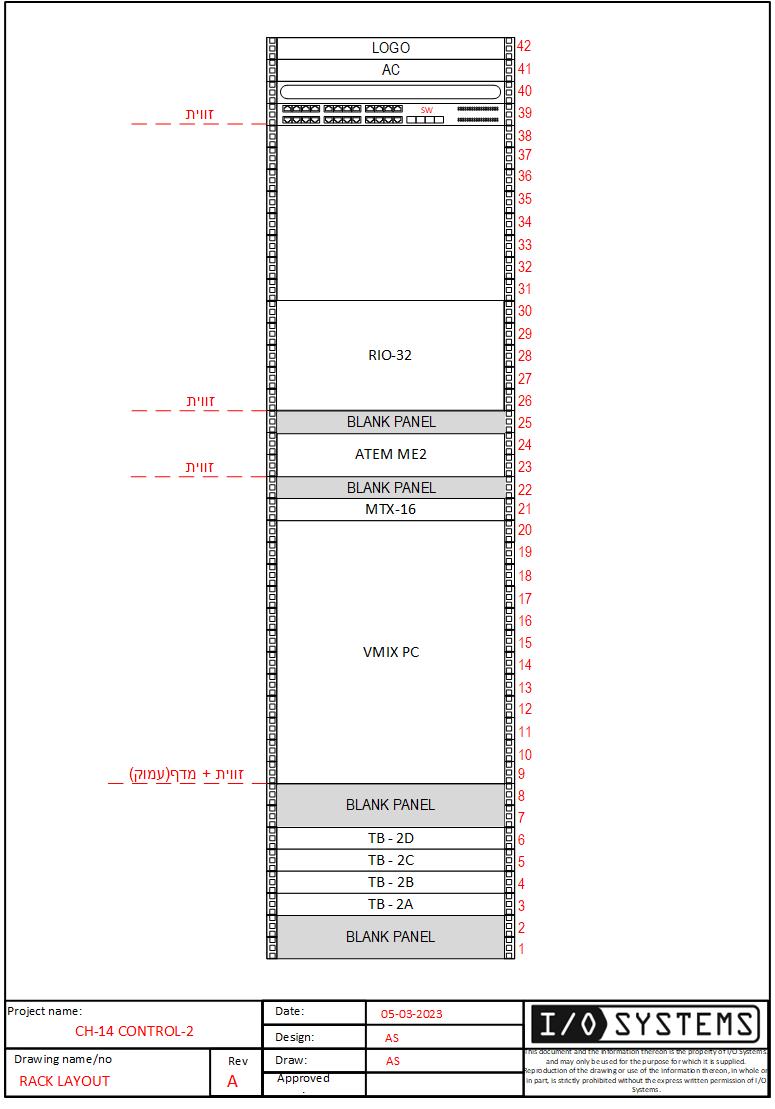 LOGO 42
AC 41
40
SW 39
זווית
38
37
36
35
34
33
32
31
30
29
RIO-32 28
27
26
זווית
BLANK PANEL 25
24
ATEM ME2
23
זווית
BLANK PANEL 22
MTX-16 21
20
19
18
17
16
15
VMIX PC
14
13
12
11
10
זווית + מדף(עמוק)
9
8
BLANK PANEL
7
TB - 2D 6
TB - 2C 5
TB - 2B 4
TB - 2A 3
2
BLANK PANEL
1
Project name:
CH-14 CONTROL-2
Drawing name/no
RACK LAYOUT
Rev
A
Date: 05-03-2023
Design: AS
Draw: AS
Approved
.
I/O SYSTEMS
This document and the information thereon is the property of I/O Systems
and may only be used for the purpose for which it is supplied.
Reproduction of the drawing or use of the information thereon, in whole or
in part, is strictly prohibited without the express written permission of I/O
Systems.